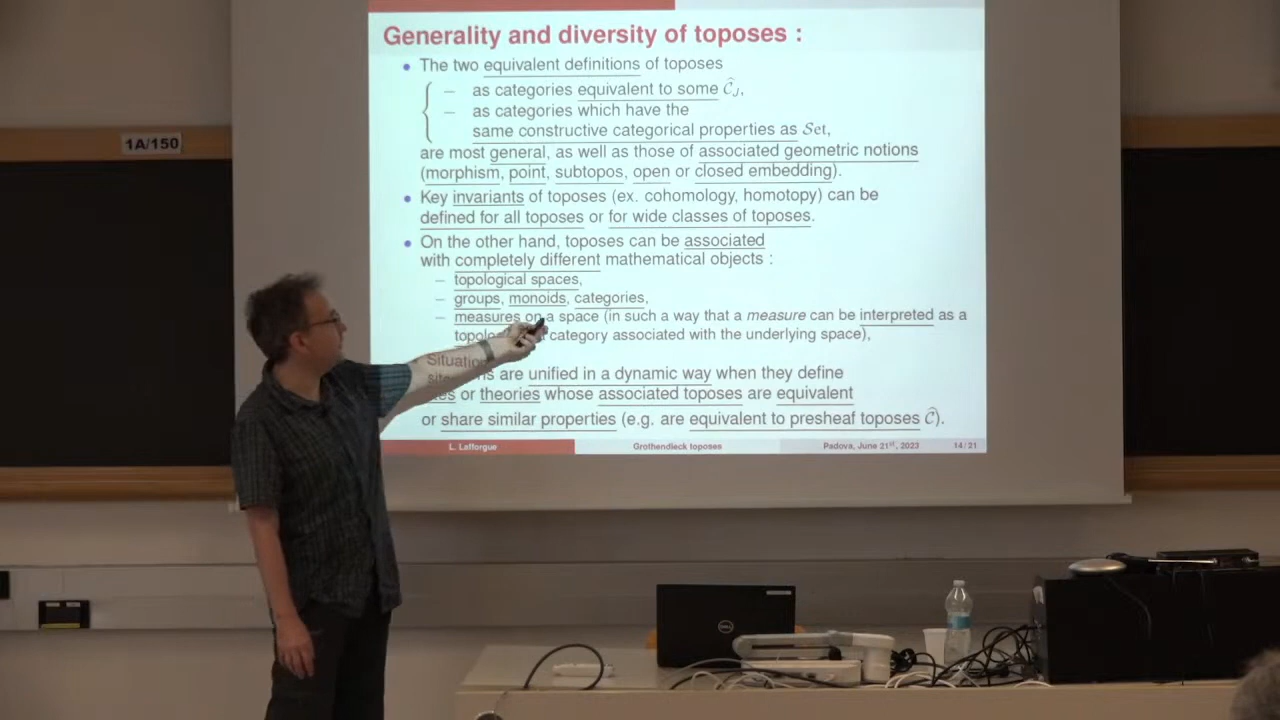 Generality and diversity of toposes :
• The two equivalent definitions of toposes
– as categories equivalent to some Ĉ_J,
– as categories which have the
same constructive categorical properties as Set,
are most general, as well as those of associated geometric notions
(morphism, point, subtopos, open or closed embedding).
• Key invariants of toposes (ex. cohomology, homotopy) can be
defined for all toposes or for wide classes of toposes.
• On the other hand, toposes can be associated
with completely different mathematical objects :
– topological spaces,
– groups, monoids, categories,
– measures on a space (in such a way that a measure can be interpreted as a
category associated with the underlying space),
are unified in a dynamic way when they define
or theories whose associated toposes are equivalent
or share similar properties (e.g. are equivalent to presheaf toposes Ĉ).
L. Lafforgue Grothendieck toposes Padova, June 21st, 2023 14/21
1A/150
DELL